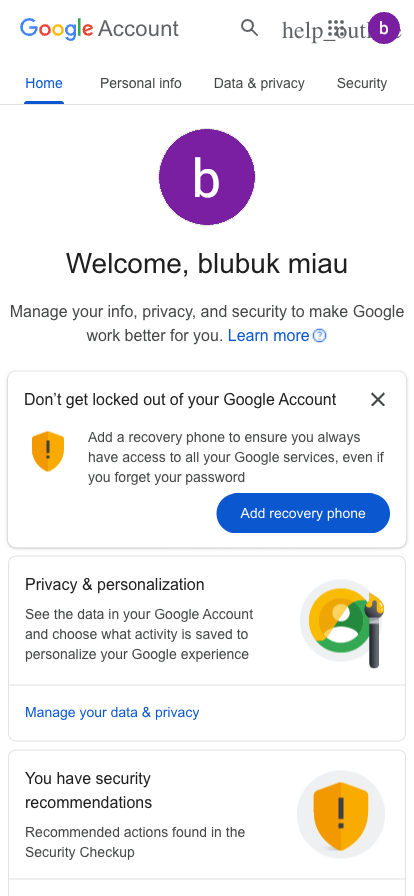 Google Account
help_outline
b
Home Personal info Data & privacy Security
b
Welcome, blubuk miau
Manage your info, privacy, and security to make Google
work better for you. Learn more
Don't get locked out of your Google Account
Add a recovery phone to ensure you always
have access to all your Google services, even if
you forget your password
Add recovery phone
Privacy & personalization
See the data in your Google Account
and choose what activity is saved to
personalize your Google experience
Manage your data & privacy
You have security
recommendations
Recommended actions found in the
Security Checkup